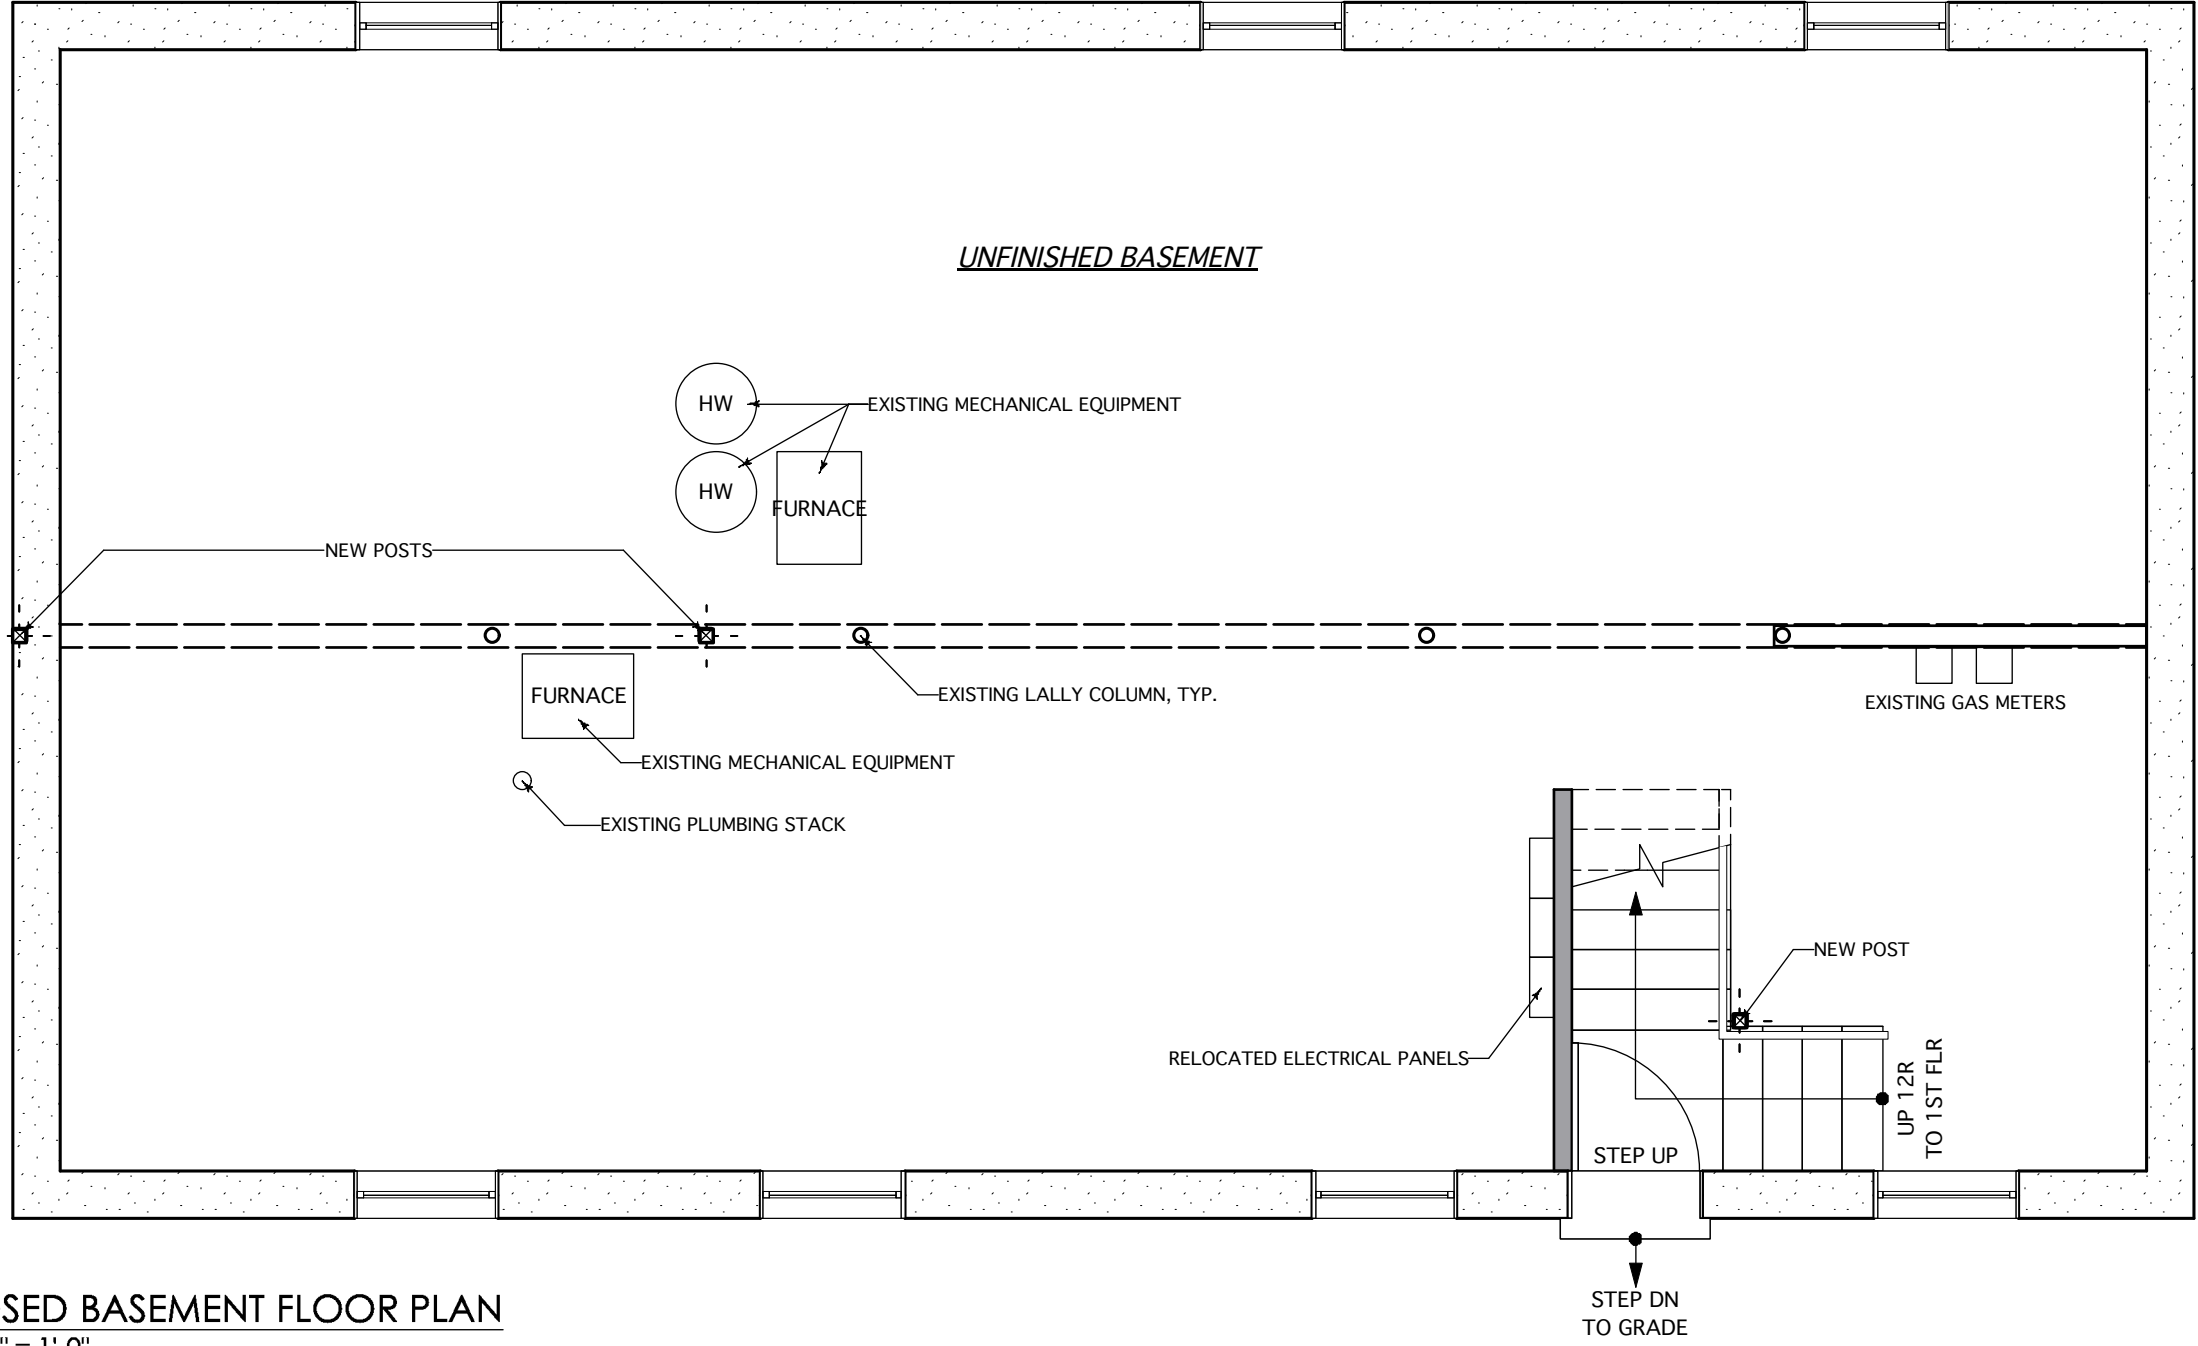 UNFINISHED BASEMENT
HW
EXISTING MECHANICAL EQUIPMENT
HW
FURNACE
NEW POSTS
FURNACE
EXISTING LALLY COLUMN, TYP.
EXISTING GAS METERS
EXISTING MECHANICAL EQUIPMENT
EXISTING PLUMBING STACK
NEW POST
RELOCATED ELECTRICAL PANELS
UP 12R
TO 1ST FLR
STEP UP
STEP DN
TO GRADE
SED BASEMENT FLOOR PLAN
" = 1'-0"